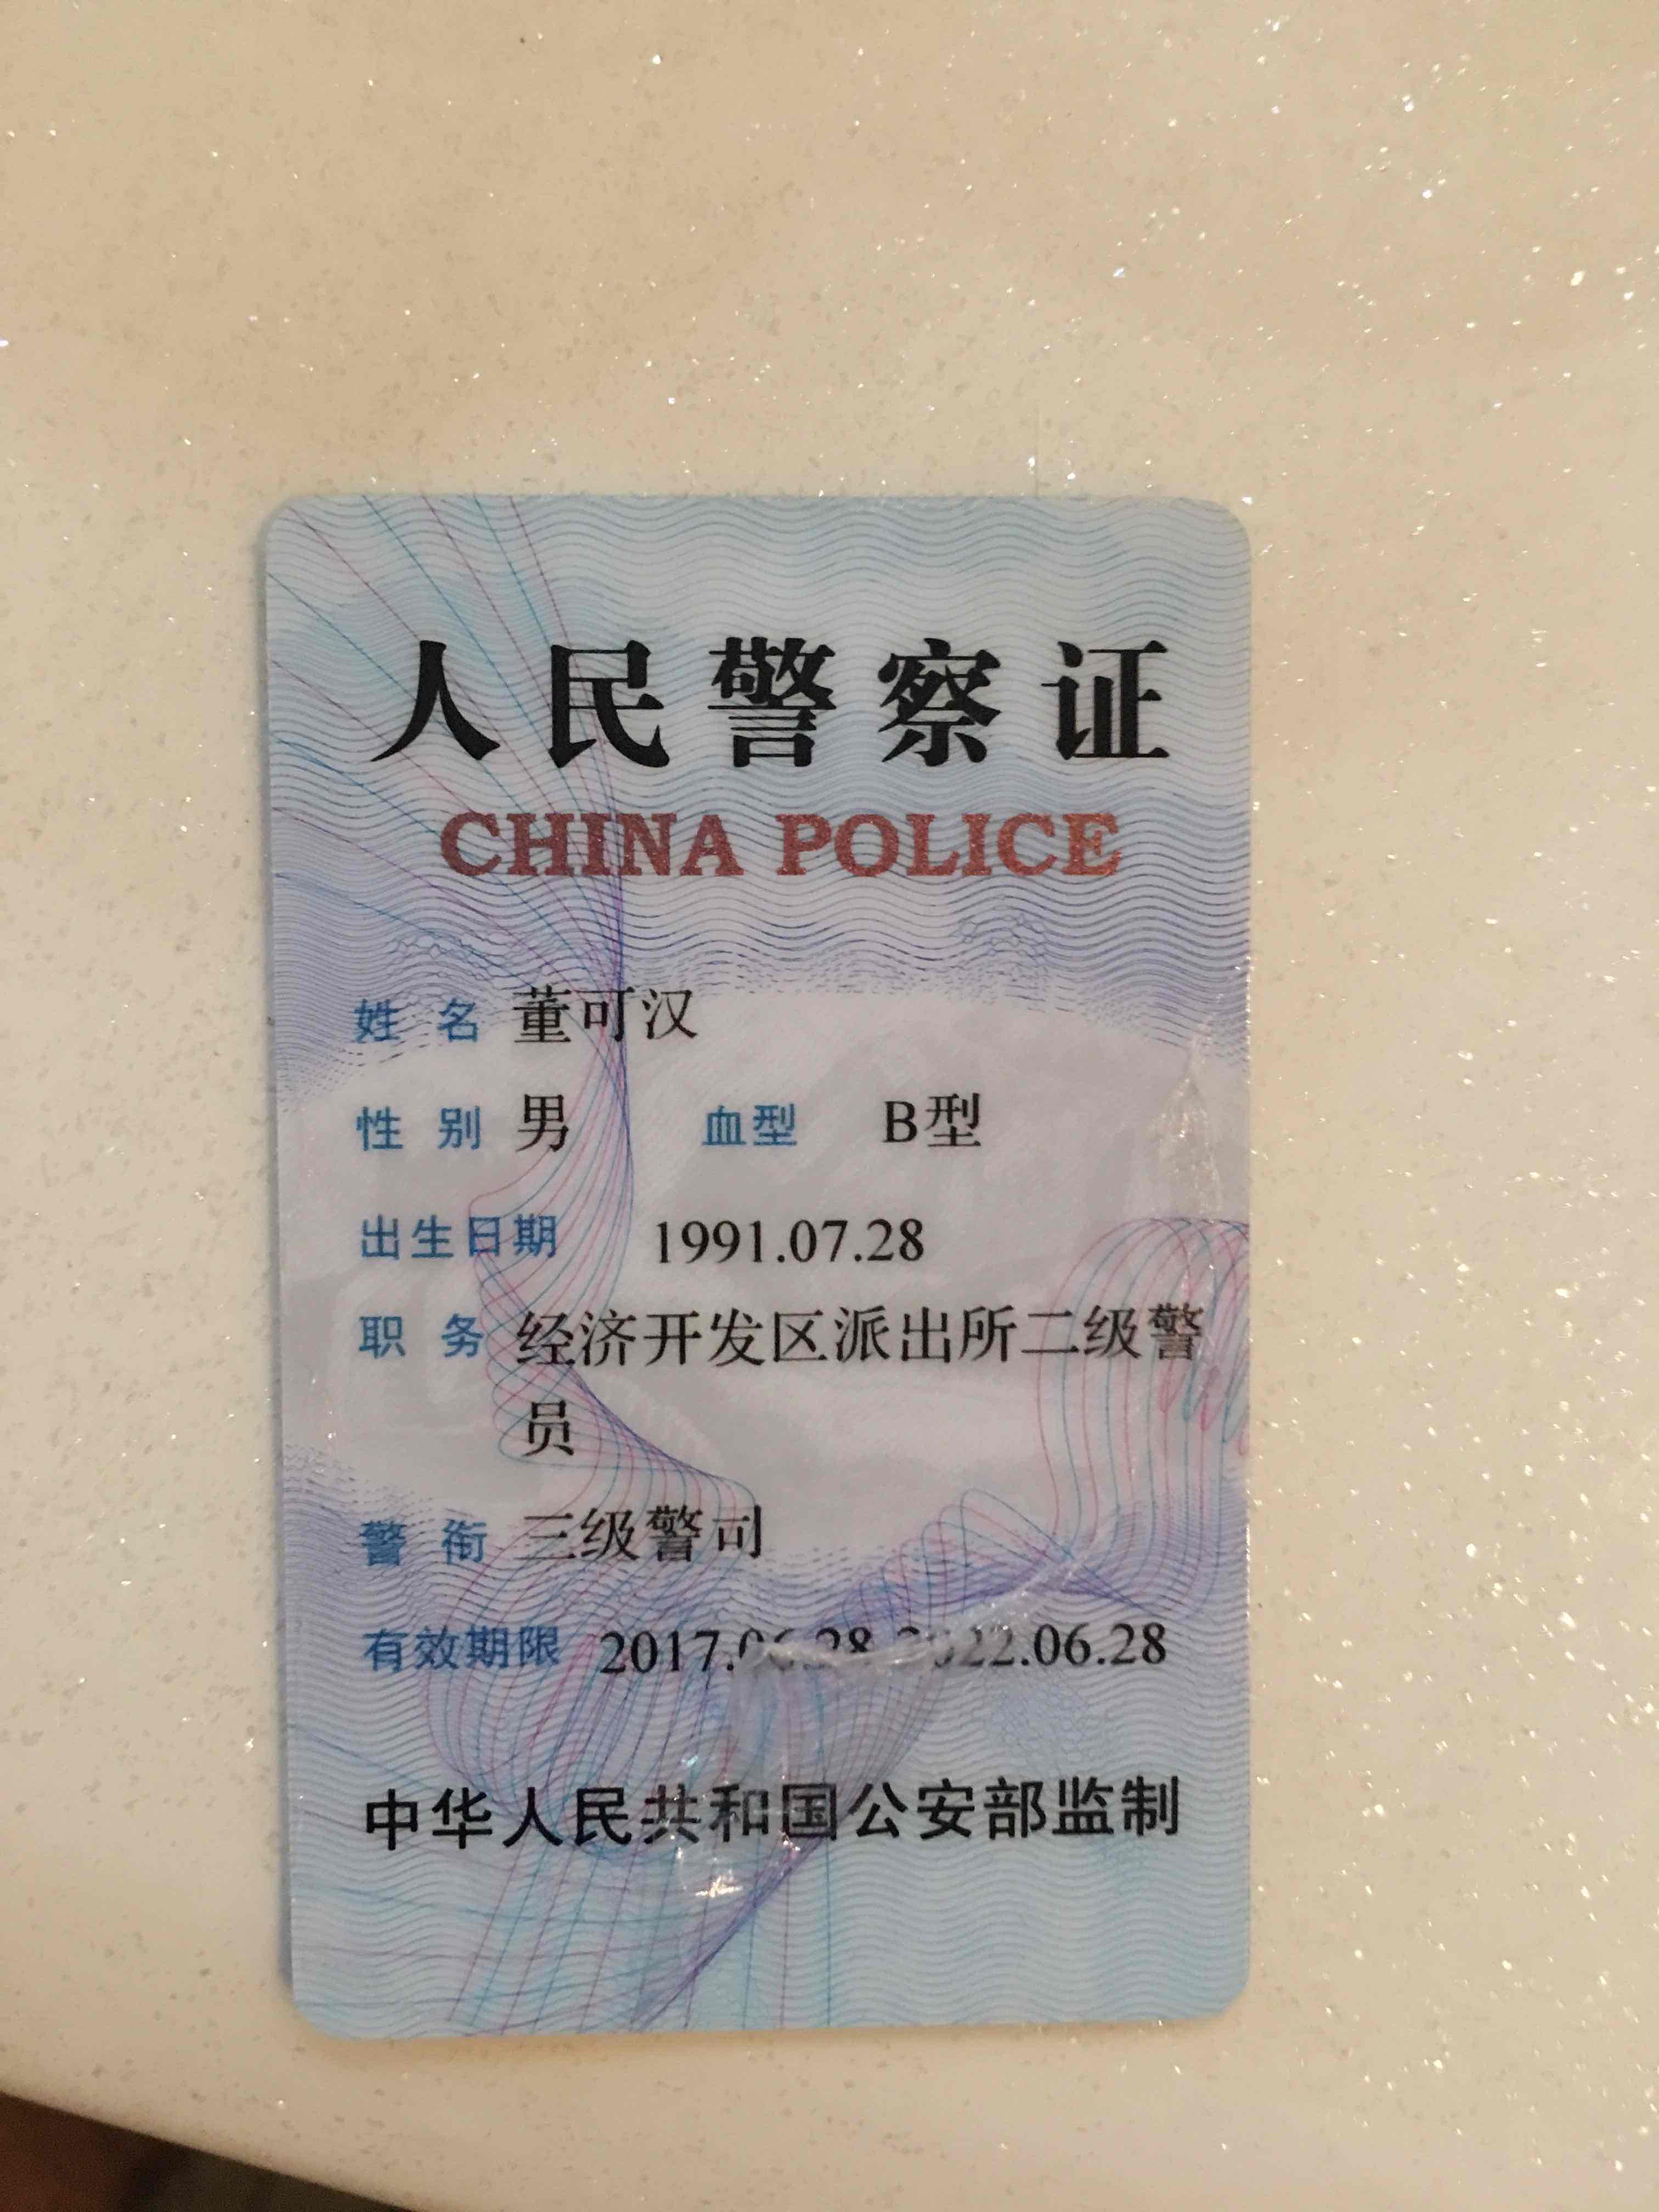 人民警察证
CHINA POLICE
姓 名 董可汉
性 别 男 血型 B型
出生日期 1991.07.28
职 务 经济开发区派出所二级警
员
警 衔 三级警司
有效期限 2017.06.28-2022.06.28
中华人民共和国公安部监制